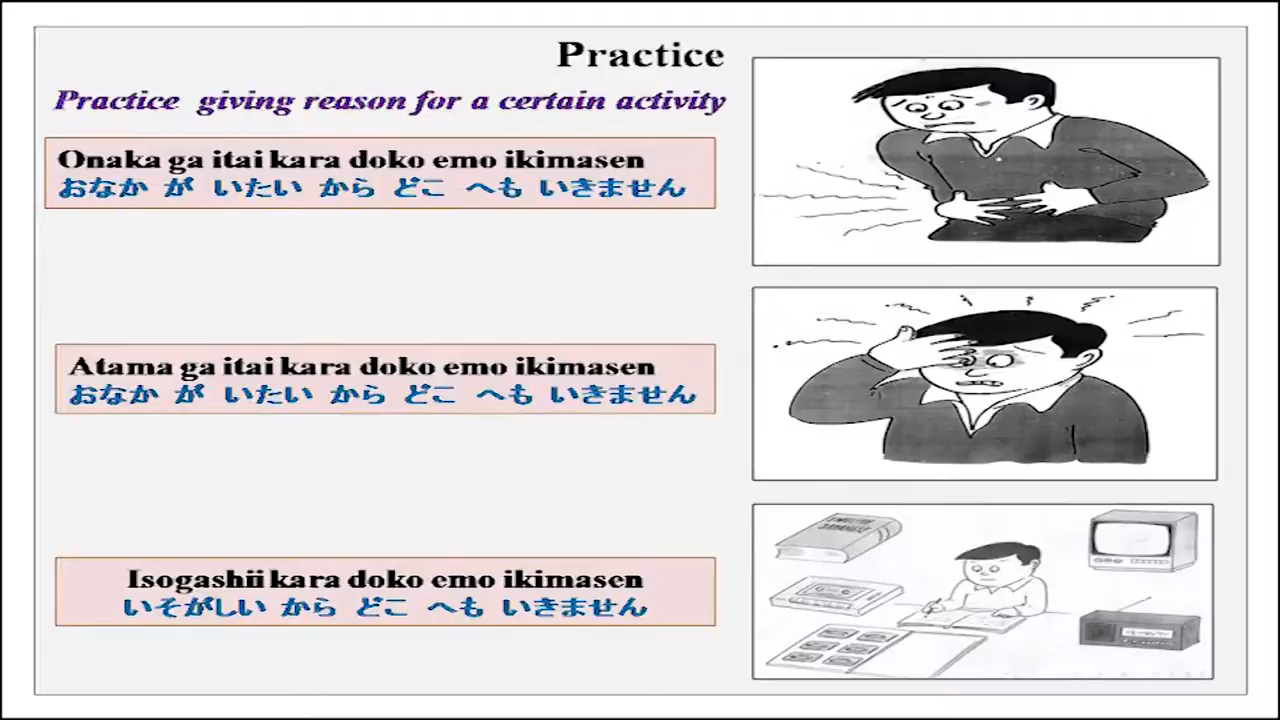 Practice
Practice giving reason for a certain activity
Onaka ga itai kara doko emo ikimasen
おなか が いたい から どこ へも いきません
Atama ga itai kara doko emo ikimasen
おなか が いたい から どこ へも いきません
Isogashii kara doko emo ikimasen
いそがしい から どこ へも いきません